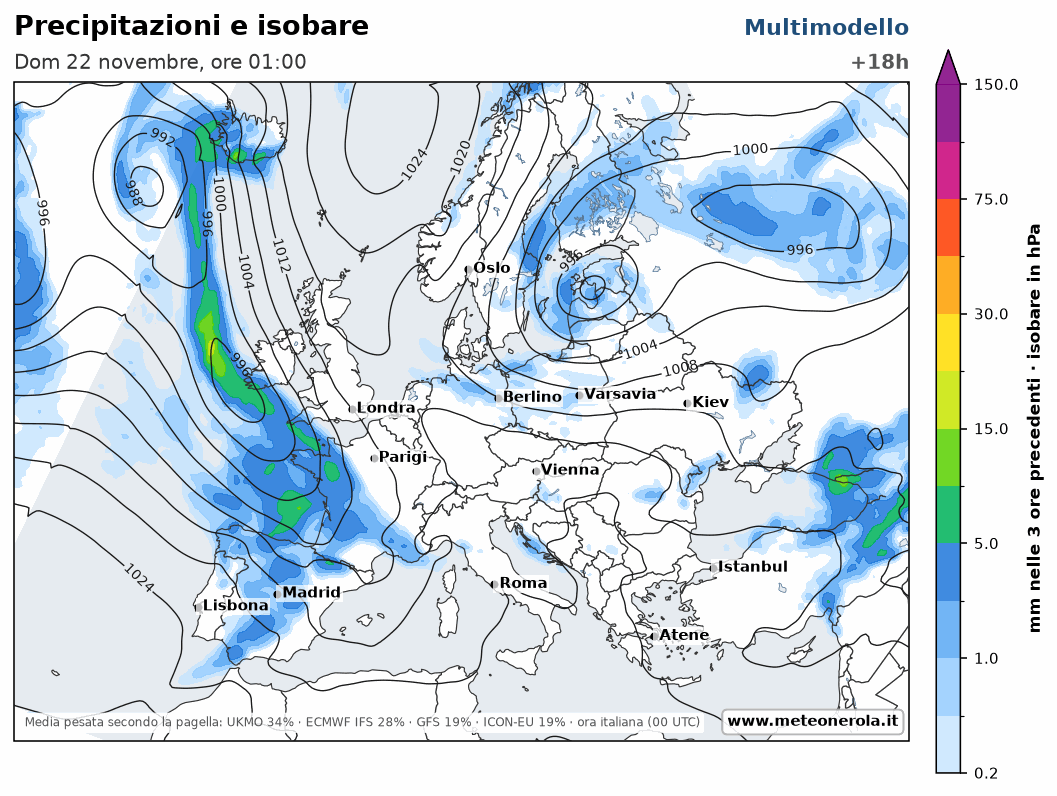 Precipitazioni e isobare
Multimodello
Dom 22 novembre, ore 01:00
+18h
150.0
75.0
30.0
15.0
5.0
1.0
0.2
mm nelle 3 ore precedenti · isobare in hPa
992
988
996
1000
996
1004
1012
1024
1020
1000
996
996
Oslo
1004
1008
996
Berlino
Varsavia
Kiev
Londra
Parigi
Vienna
1024
Madrid
Lisbona
Roma
Istanbul
Atene
Media pesata secondo la pagella: UKMO 34% · ECMWF IFS 28% · GFS 19% · ICON-EU 19% · ora italiana (00 UTC)
www.meteonerola.it